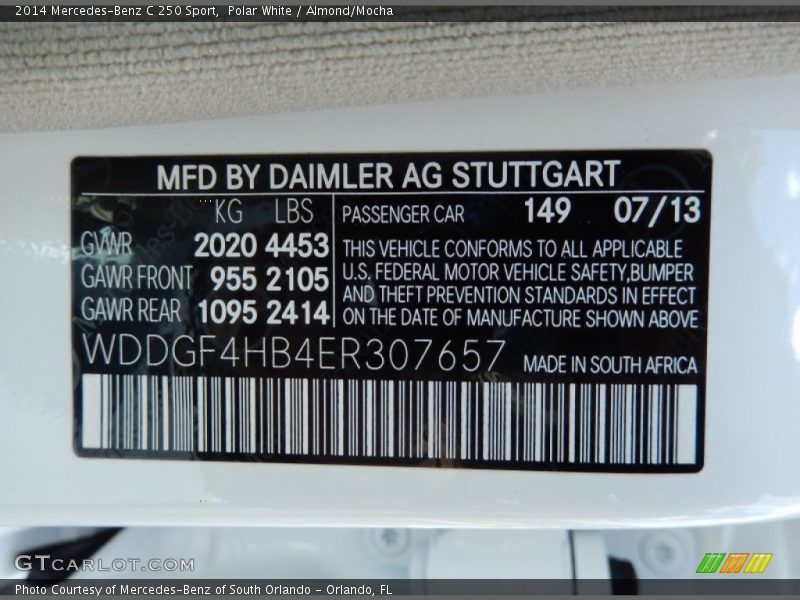 2014 Mercedes-Benz C 250 Sport, Polar White / Almond/Mocha
MFD BY DAIMLER AG STUTTGART
KG LBS
GVWR 2020 4453
GAWR FRONT 955 2105
GAWR REAR 1095 2414
PASSENGER CAR 149 07/13
THIS VEHICLE CONFORMS TO ALL APPLICABLE
U.S. FEDERAL MOTOR VEHICLE SAFETY,BUMPER
AND THEFT PREVENTION STANDARDS IN EFFECT
ON THE DATE OF MANUFACTURE SHOWN ABOVE
WDDGF4HB4ER307657 MADE IN SOUTH AFRICA
GTCARLOT.COM
Photo Courtesy of Mercedes-Benz of South Orlando - Orlando, FL